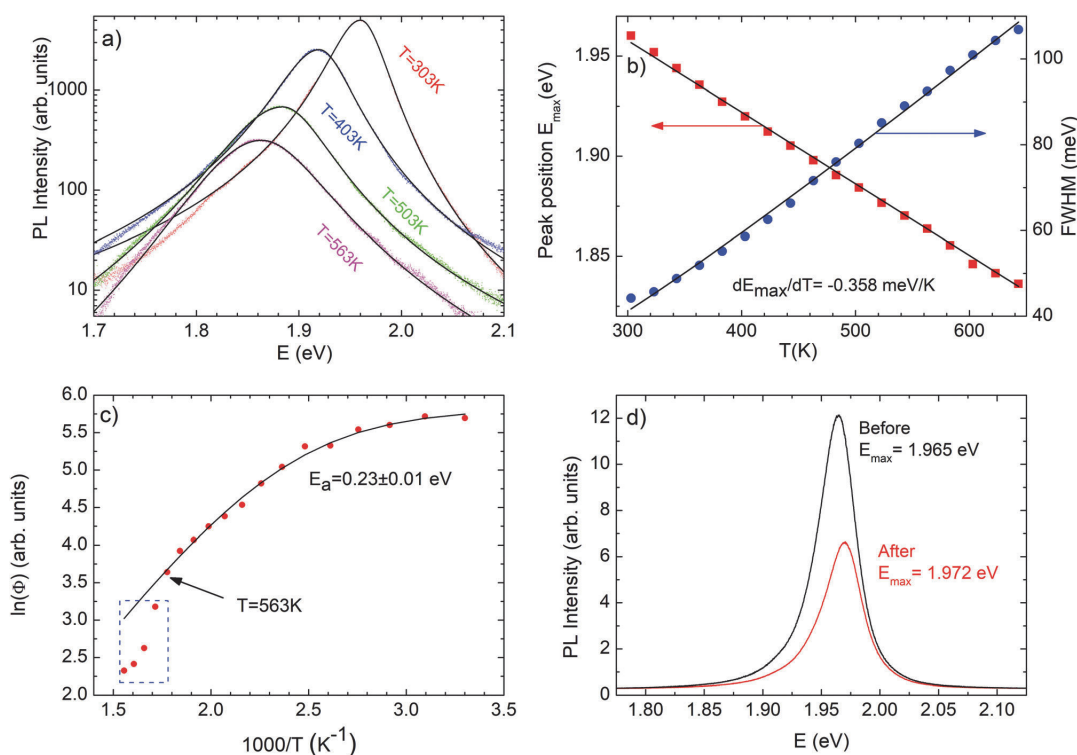 a)
PL Intensity (arb. units)
1000
100
10
T=303K
T=403K
T=503K
T=563K
1.7 1.8 1.9 2.0 2.1
E (eV)
b)
Peak position E_max(eV)
1.95
1.90
1.85
FWHM (meV)
100
80
60
40
dE_max/dT= -0.358 meV/K
300 400 500 600
T(K)
c)
ln(Φ) (arb. units)
6.0
5.5
5.0
4.5
4.0
3.5
3.0
2.5
2.0
E_a=0.23±0.01 eV
T=563K
1.5 2.0 2.5 3.0 3.5
1000/T (K⁻¹)
d)
PL Intensity (arb. units)
12
10
8
6
4
2
0
Before
E_max= 1.965 eV
After
E_max= 1.972 eV
1.80 1.85 1.90 1.95 2.00 2.05 2.10
E (eV)